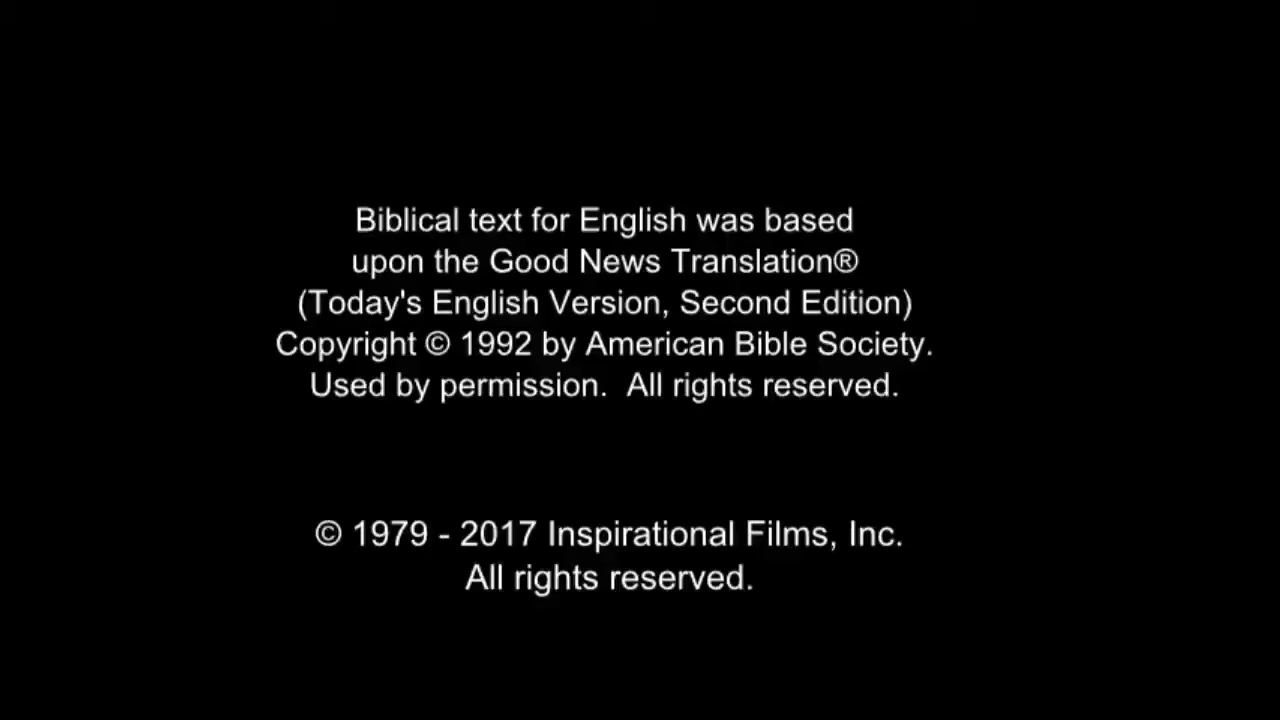 Biblical text for English was based
upon the Good News Translation®
(Today's English Version, Second Edition)
Copyright © 1992 by American Bible Society.
Used by permission.  All rights reserved.
© 1979 - 2017 Inspirational Films, Inc.
All rights reserved.